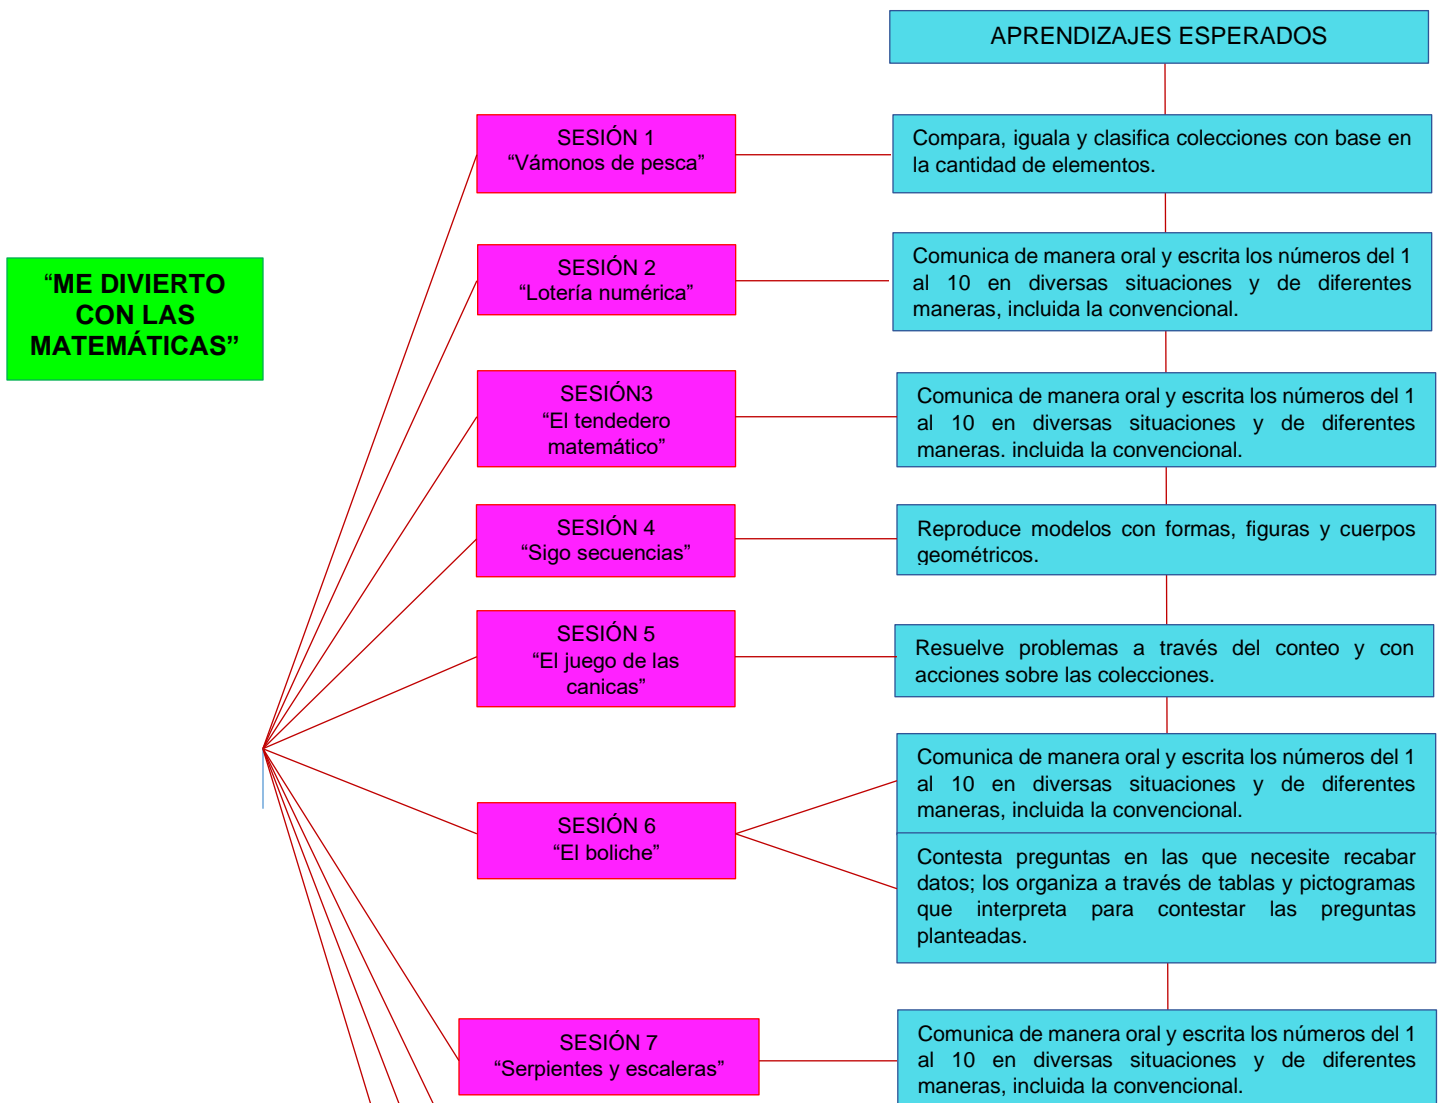 APRENDIZAJES ESPERADOS
SESIÓN 1
“Vámonos de pesca”
Compara, iguala y clasifica colecciones con base en
la cantidad de elementos.
“ME DIVIERTO
CON LAS
MATEMÁTICAS”
SESIÓN 2
“Lotería numérica”
Comunica de manera oral y escrita los números del 1
al 10 en diversas situaciones y de diferentes
maneras, incluida la convencional.
SESIÓN3
“El tendedero
matemático”
Comunica de manera oral y escrita los números del 1
al 10 en diversas situaciones y de diferentes
maneras. incluida la convencional.
SESIÓN 4
“Sigo secuencias”
Reproduce modelos con formas, figuras y cuerpos
geométricos.
SESIÓN 5
“El juego de las
canicas”
Resuelve problemas a través del conteo y con
acciones sobre las colecciones.
SESIÓN 6
“El boliche”
Comunica de manera oral y escrita los números del 1
al 10 en diversas situaciones y de diferentes
maneras, incluida la convencional.
Contesta preguntas en las que necesite recabar
datos; los organiza a través de tablas y pictogramas
que interpreta para contestar las preguntas
planteadas.
SESIÓN 7
“Serpientes y escaleras”
Comunica de manera oral y escrita los números del 1
al 10 en diversas situaciones y de diferentes
maneras, incluida la convencional.